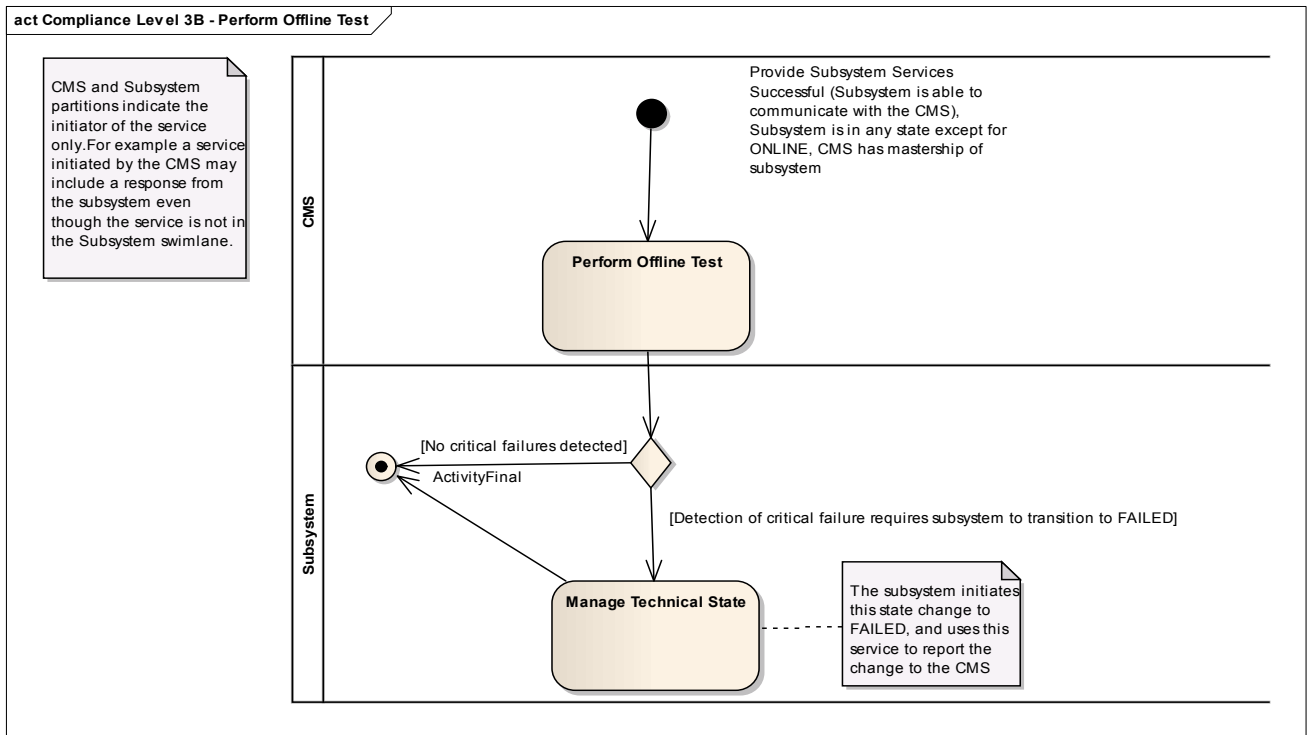 act Compliance Level 3B - Perform Offline Test
CMS and Subsystem
partitions indicate the
initiator of the service
only.For example a service
initiated by the CMS may
include a response from
the subsystem even
though the service is not in
the Subsystem swimlane.
CMS
Provide Subsystem Services
Successful (Subsystem is able to
communicate with the CMS),
Subsystem is in any state except for
ONLINE, CMS has mastership of
subsystem
Perform Offline Test
Subsystem
[No critical failures detected]
ActivityFinal
[Detection of critical failure requires subsystem to transition to FAILED]
Manage Technical State
The subsystem initiates
this state change to
FAILED, and uses this
service to report the
change to the CMS